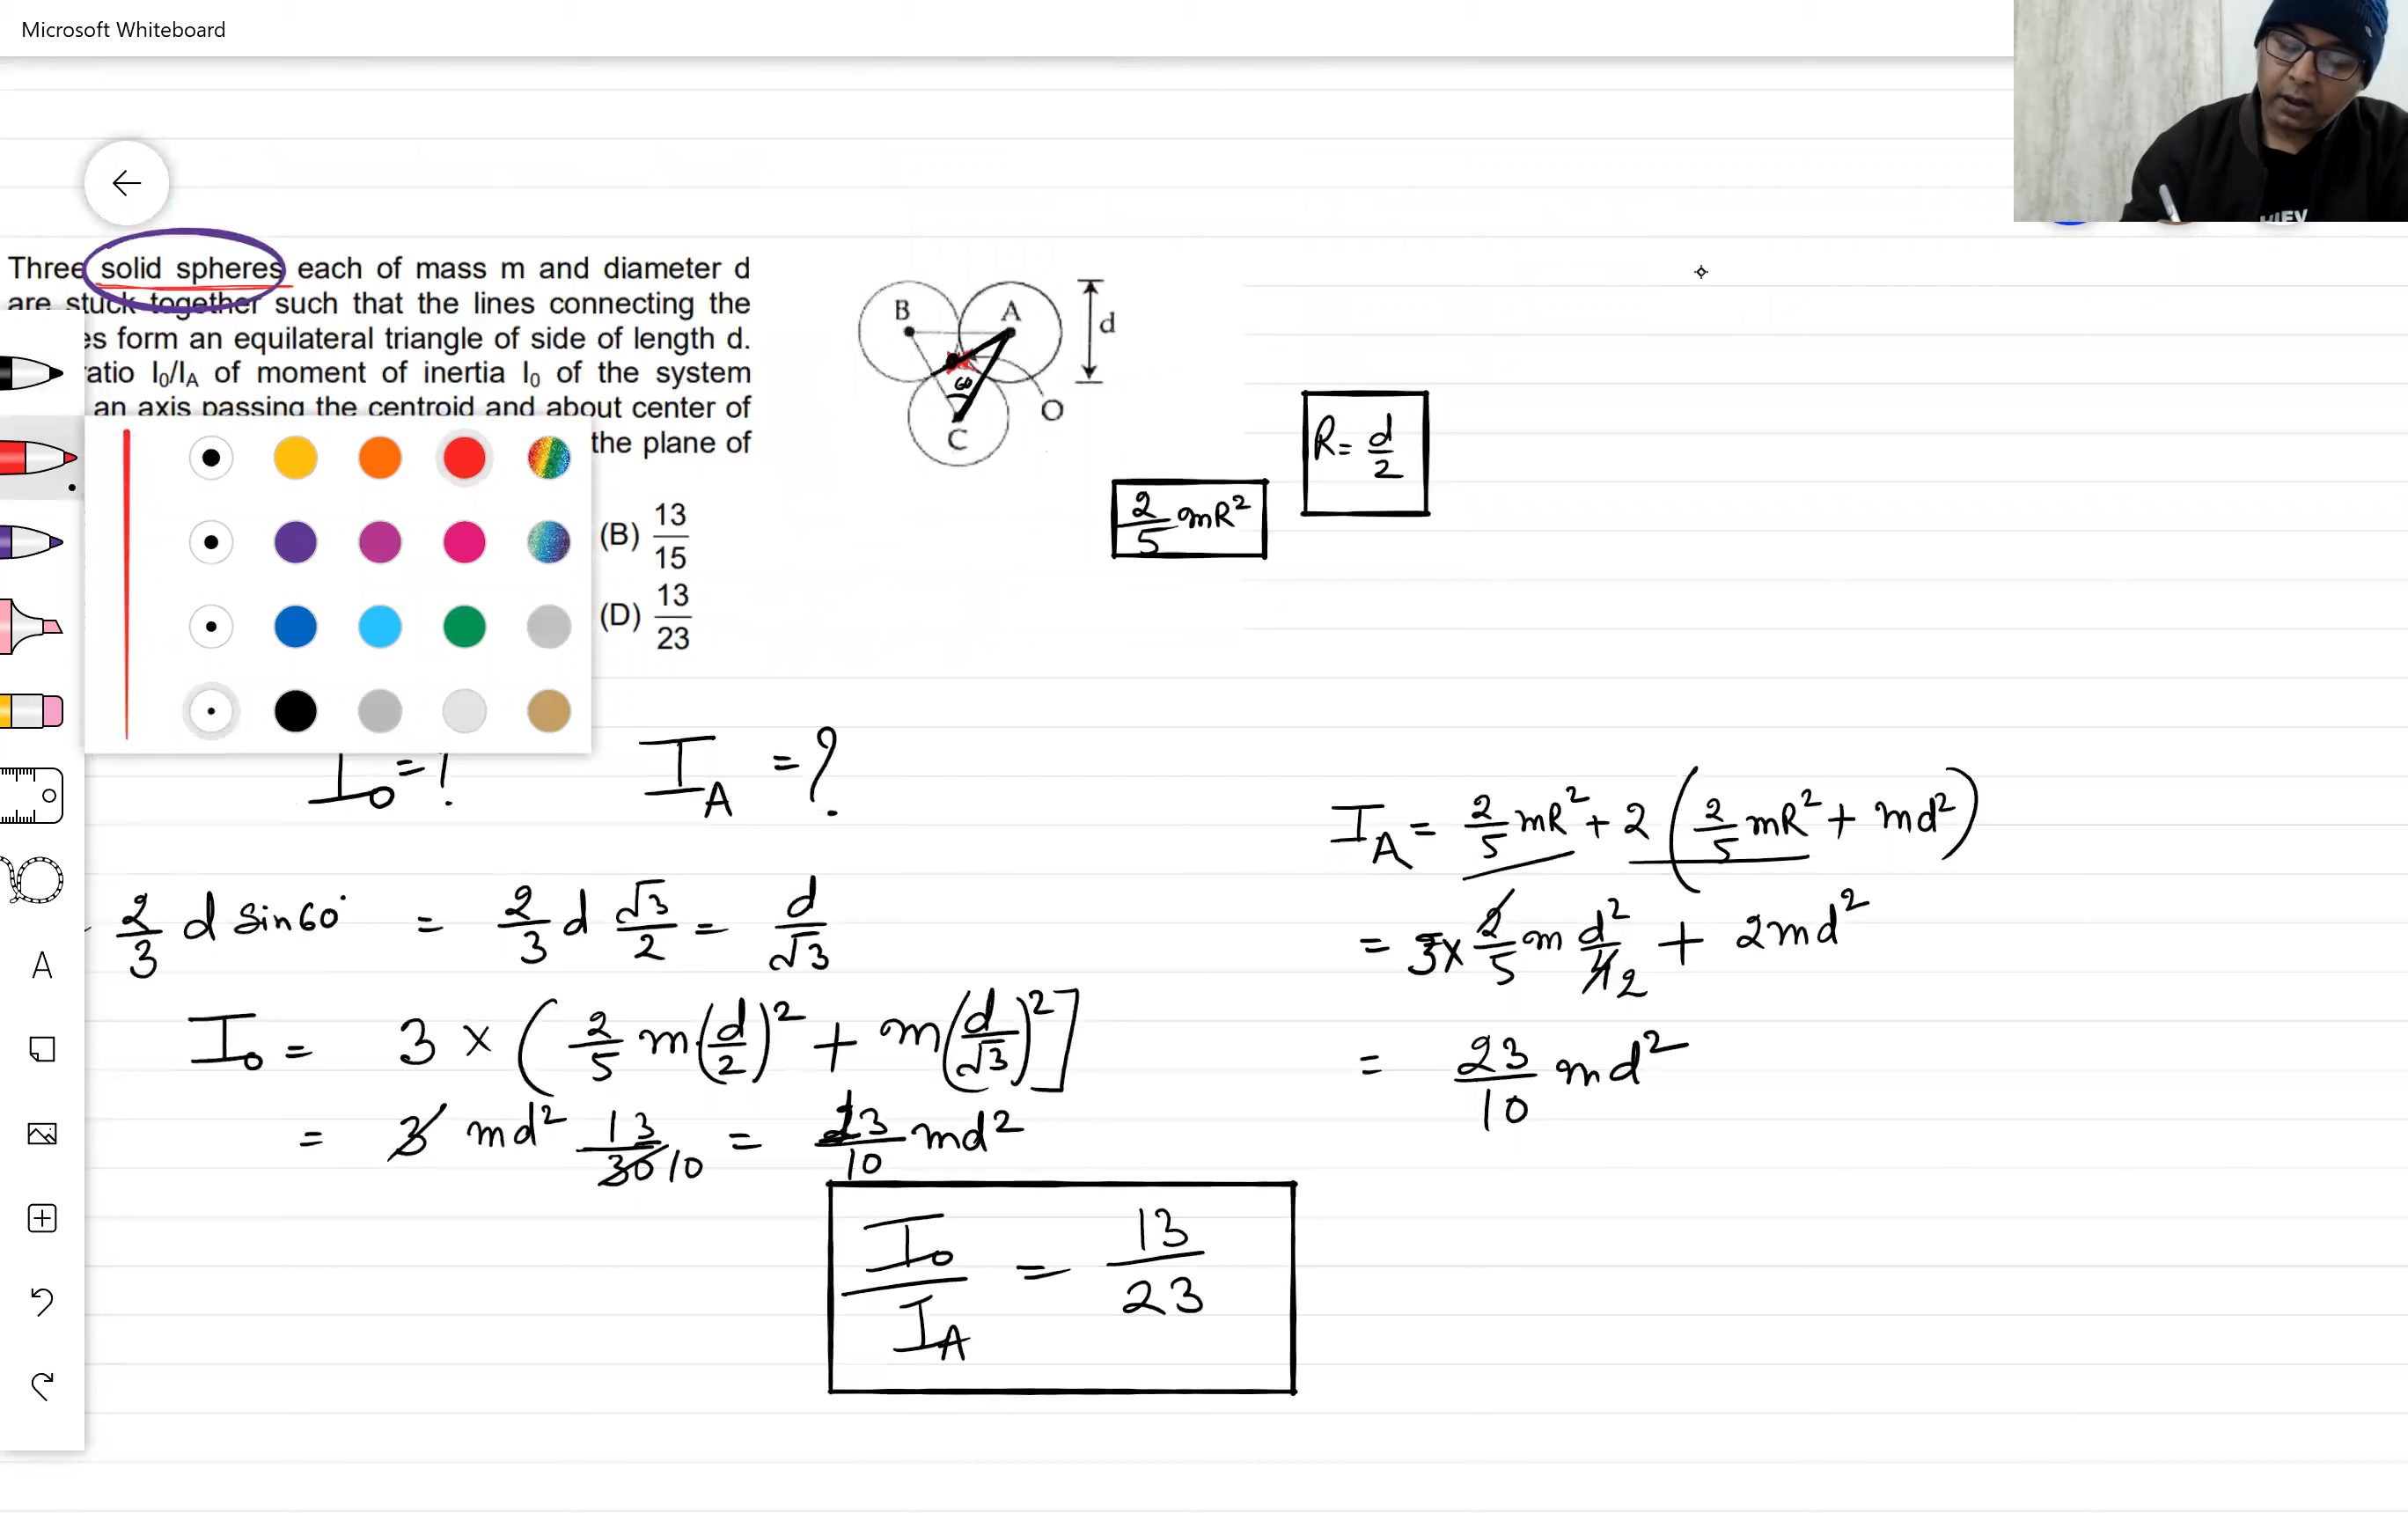 Microsoft Whiteboard
Three solid spheres each of mass m and diameter d
are stuck together such that the lines connecting the
es form an equilateral triangle of side of length d.
atio I₀/I_A of moment of inertia I₀ of the system
an axis passing the centroid and about center of
the plane of
B A d
60
C O
R = d/2
2/5 mR²
(B) 13/15
(D) 13/23
I₀ = ? I_A = ?
I_A = 2/5 mR² + 2 (2/5 mR² + md²)
2/3 d sin60° = 2/3 d √3/2 = d/√3
= 3 × 2/5 m d²/4 2 + 2md²
I₀ = 3 × (2/5 m(d/2)² + m(d/√3)²]
= 23/10 md²
= 3 md² 13/30 10 = 13/10 md²
I₀/I_A = 13/23
A